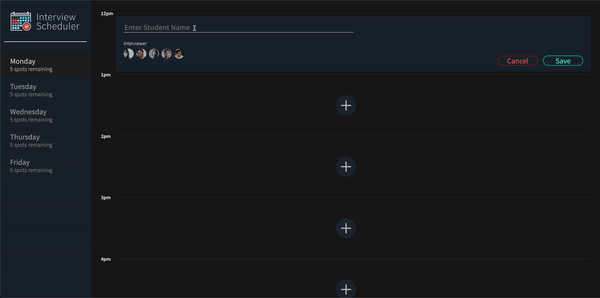 Interview
Scheduler
Monday
5 spots remaining
Tuesday
5 spots remaining
Wednesday
5 spots remaining
Thursday
5 spots remaining
Friday
5 spots remaining
12pm
Enter Student Name
Interviewer
Cancel
Save
1pm
2pm
3pm
4pm